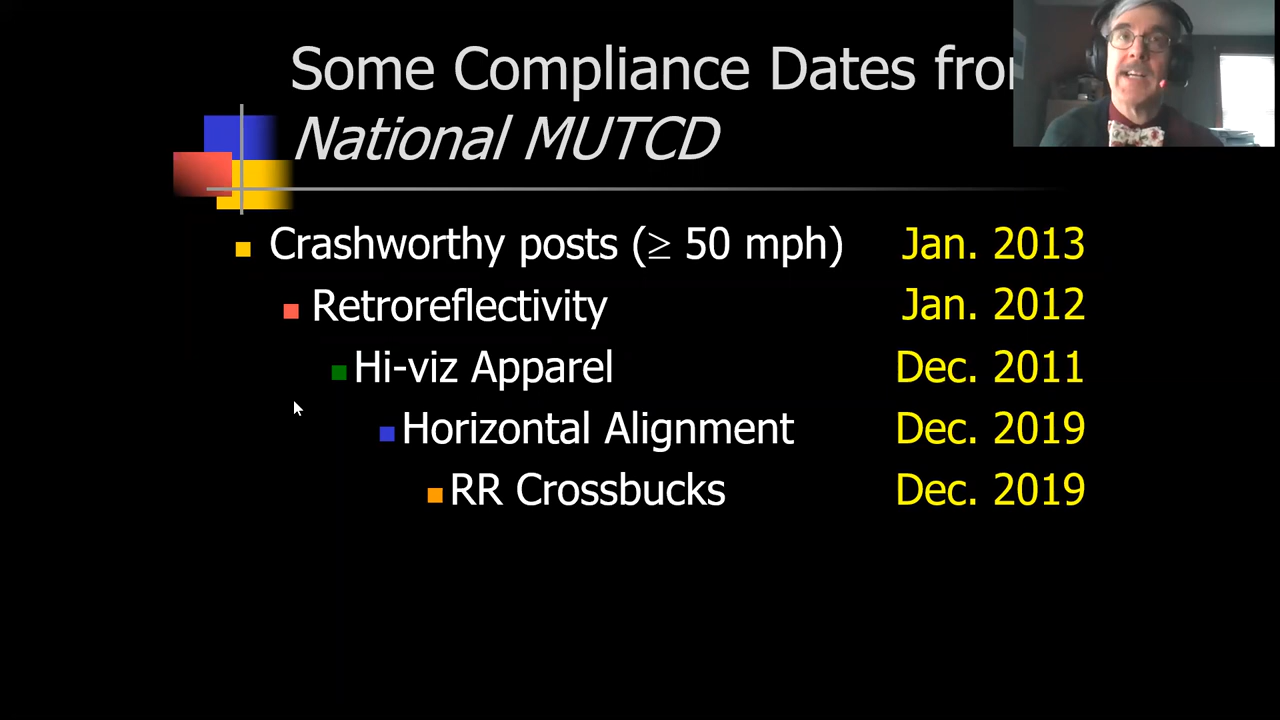 Some Compliance Dates fro
National MUTCD
Crashworthy posts (≥ 50 mph) Jan. 2013
Retroreflectivity Jan. 2012
Hi-viz Apparel Dec. 2011
Horizontal Alignment Dec. 2019
RR Crossbucks Dec. 2019